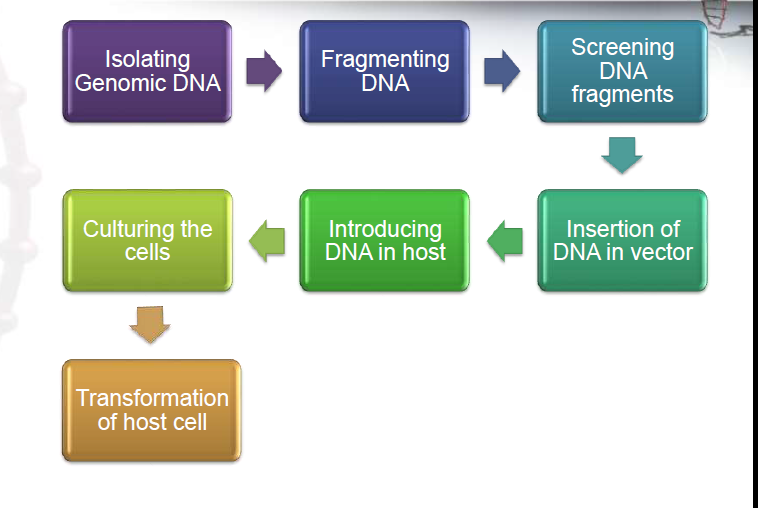 Isolating
Genomic DNA
Fragmenting
DNA
Screening
DNA
fragments
Insertion of
DNA in vector
Introducing
DNA in host
Culturing the
cells
Transformation
of host cell